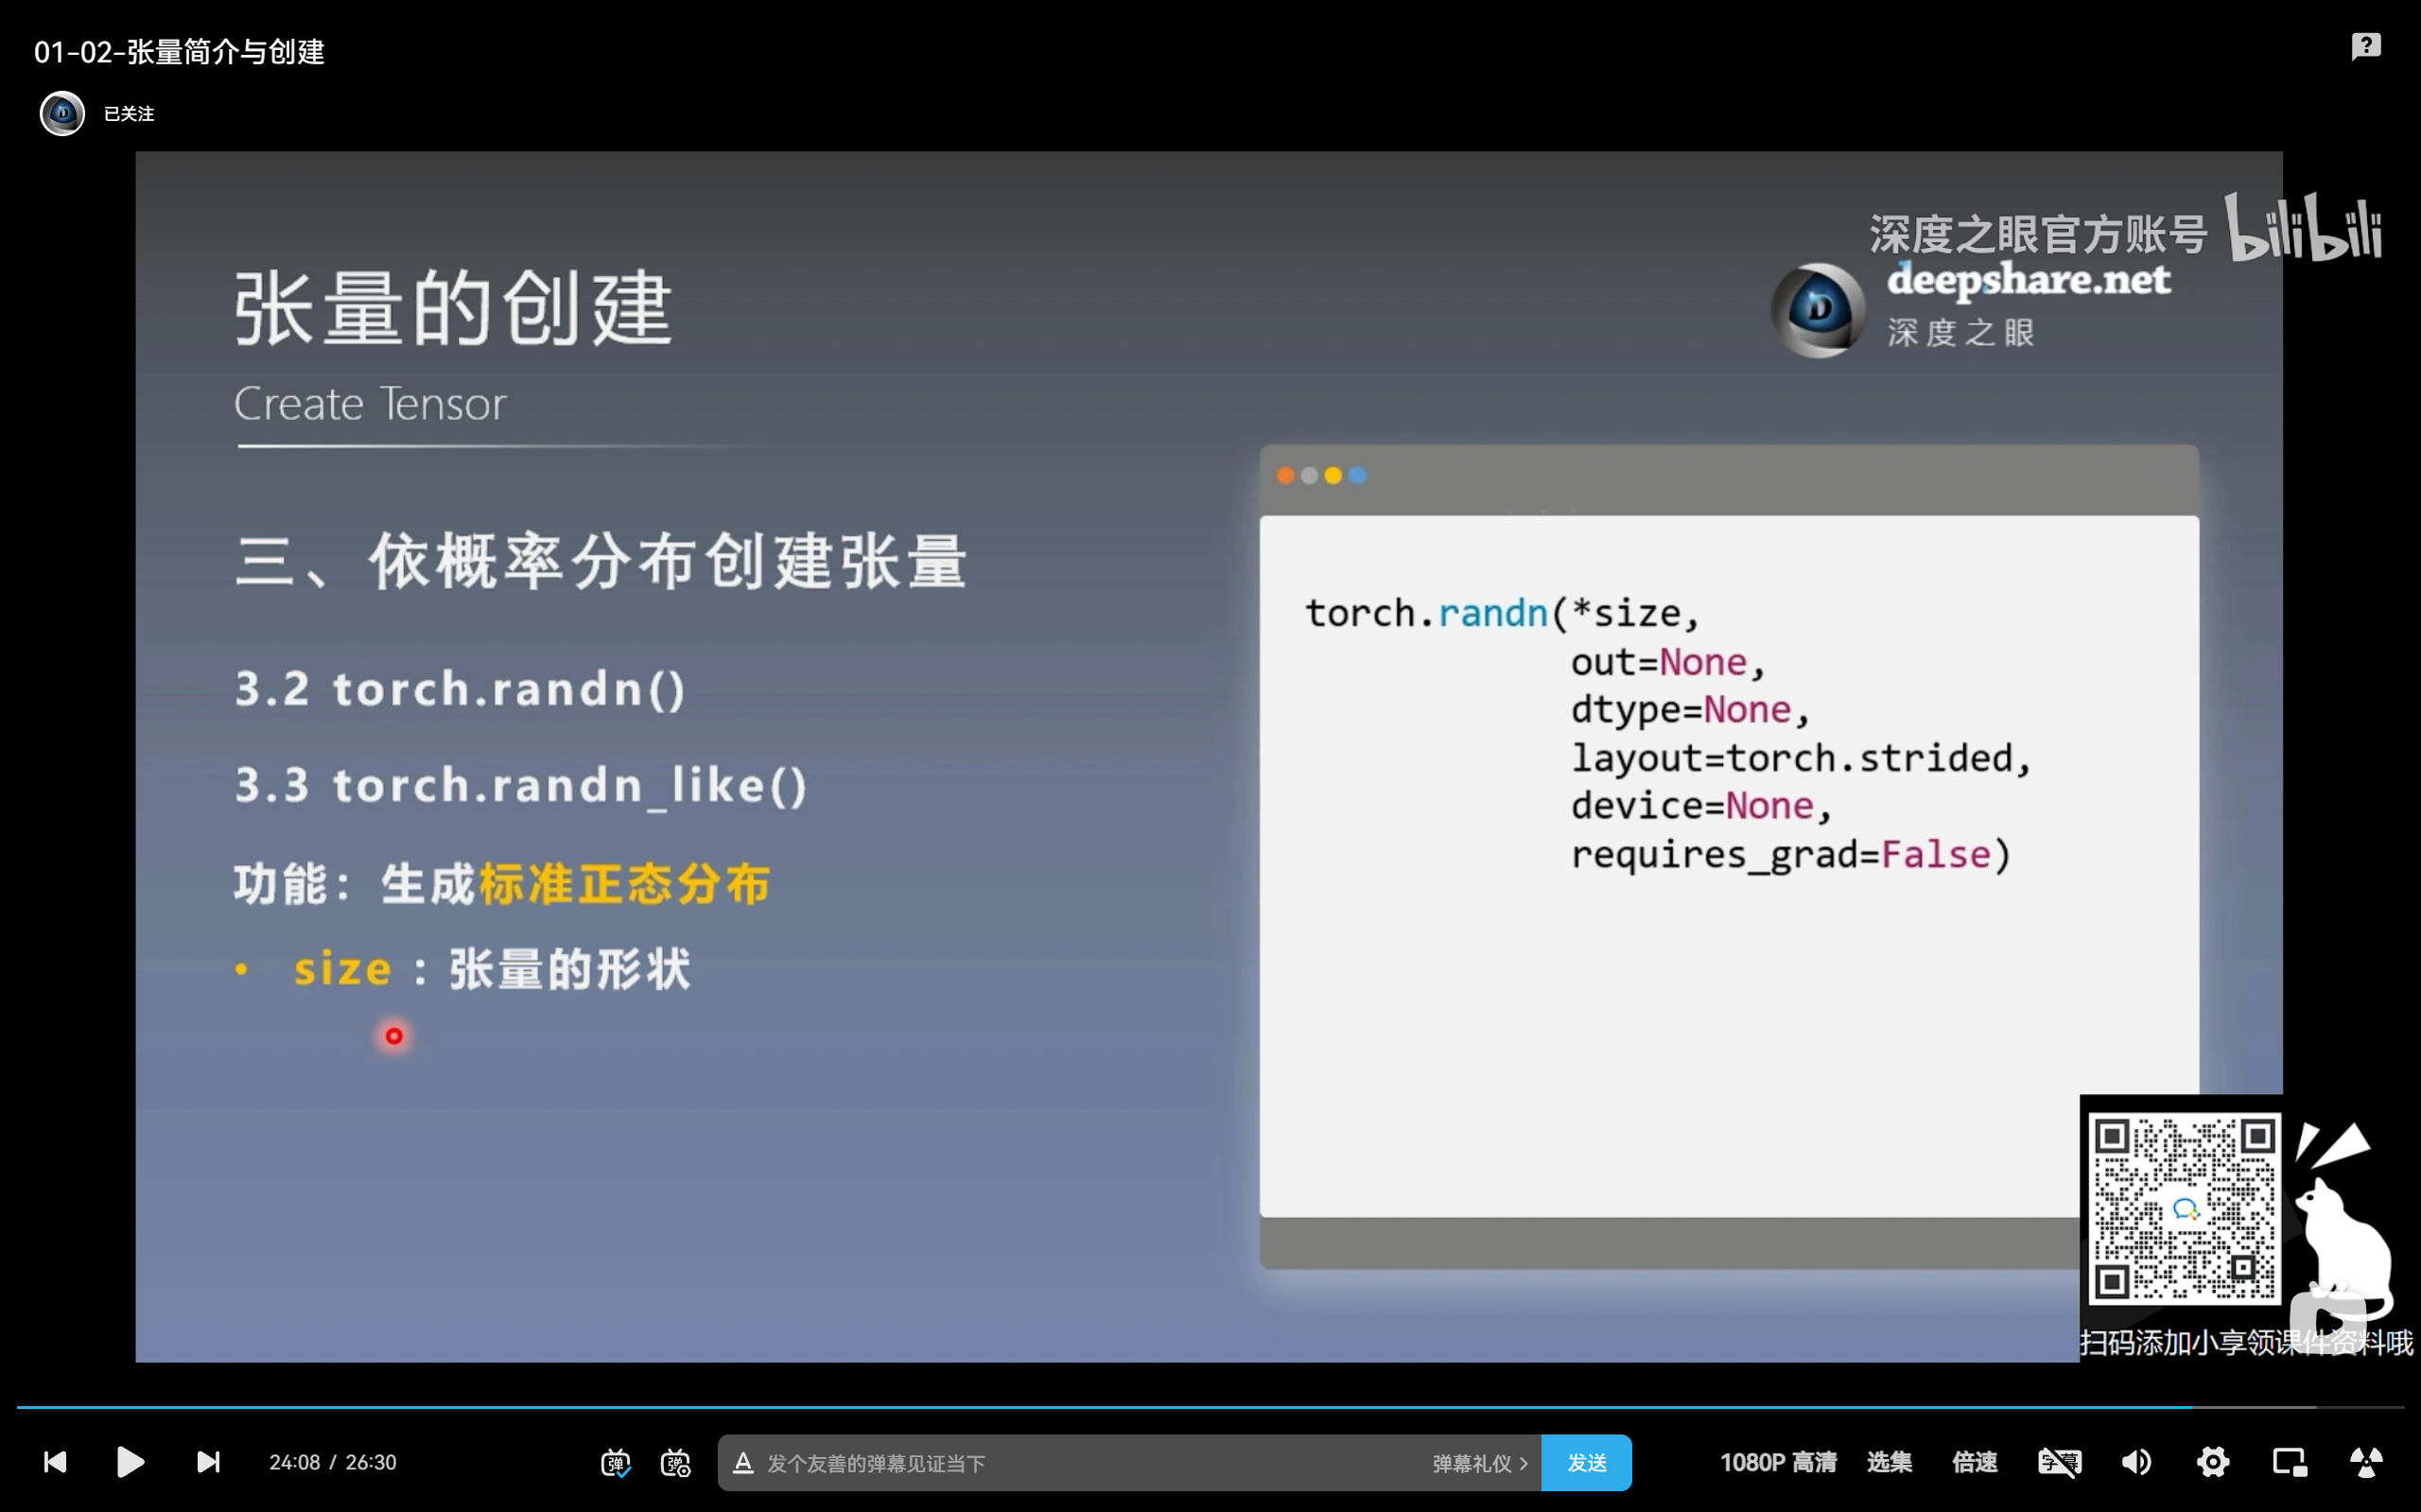 01-02-张量简介与创建
已关注
深度之眼官方账号 bilibili
deepshare.net
深度之眼
张量的创建
Create Tensor
三、依概率分布创建张量
3.2 torch.randn()
3.3 torch.randn_like()
功能：生成标准正态分布
• size：张量的形状
torch.randn(*size,
out=None,
dtype=None,
layout=torch.strided,
device=None,
requires_grad=False)
扫码添加小享领课件资料哦
24:08 / 26:30
弹
弹
A 发个友善的弹幕见证当下
弹幕礼仪 >
发送
1080P 高清
选集
倍速
字幕